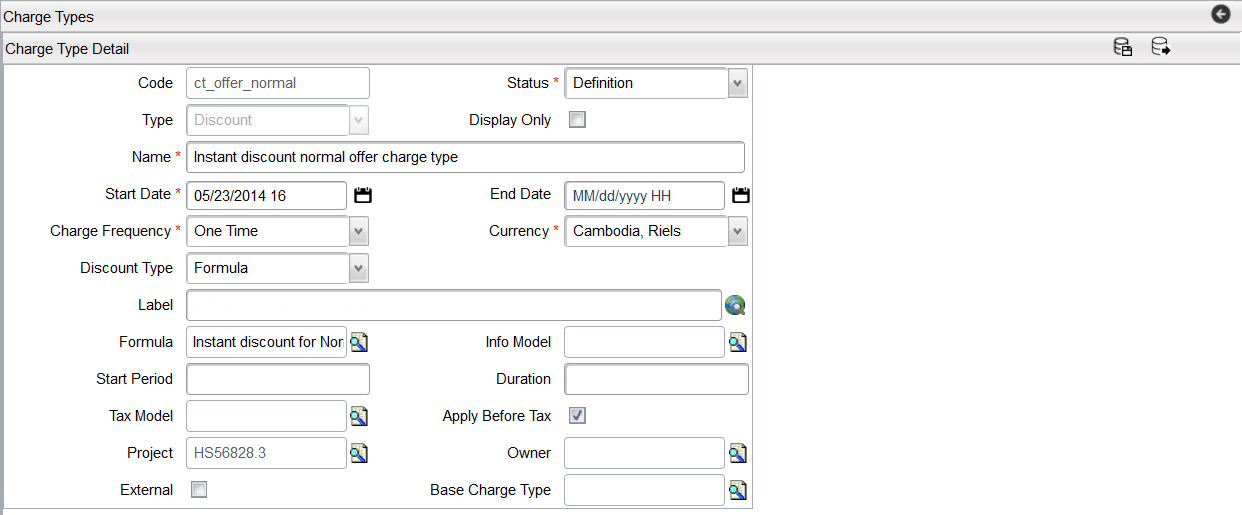 Charge Types
Charge Type Detail
Code ct_offer_normal Status * Definition
Type Discount Display Only
Name * Instant discount normal offer charge type
Start Date * 05/23/2014 16 End Date MM/dd/yyyy HH
Charge Frequency * One Time Currency * Cambodia, Riels
Discount Type Formula
Label
Formula Instant discount for Nor Info Model
Start Period Duration
Tax Model Apply Before Tax
Project HS56828.3 Owner
External Base Charge Type